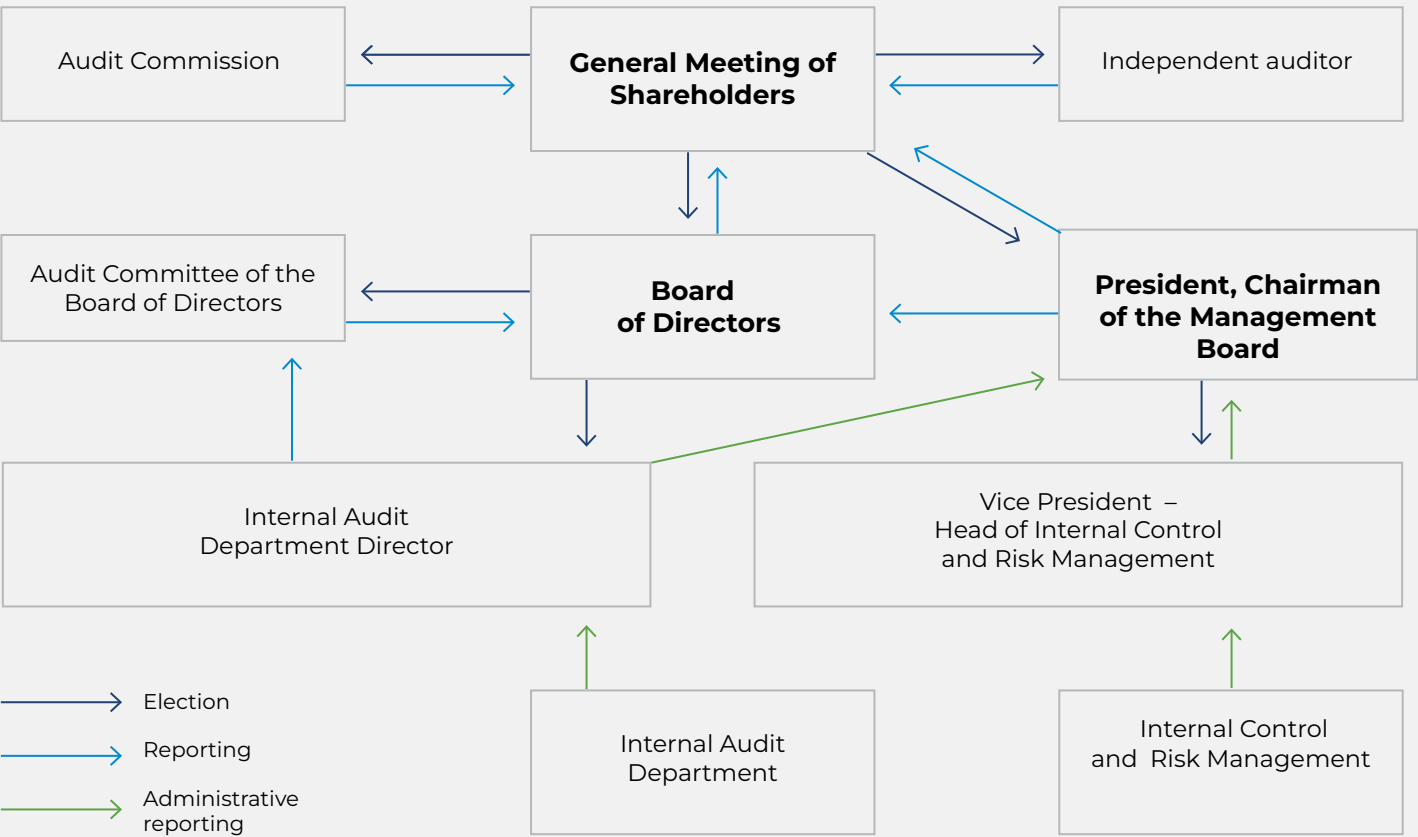 Audit Commission
General Meeting of
Shareholders
Independent auditor
Audit Committee of the
Board of Directors
Board
of Directors
President, Chairman
of the Management
Board
Internal Audit
Department Director
Vice President –
Head of Internal Control
and Risk Management
Election
Reporting
Administrative
reporting
Internal Audit
Department
Internal Control
and Risk Management